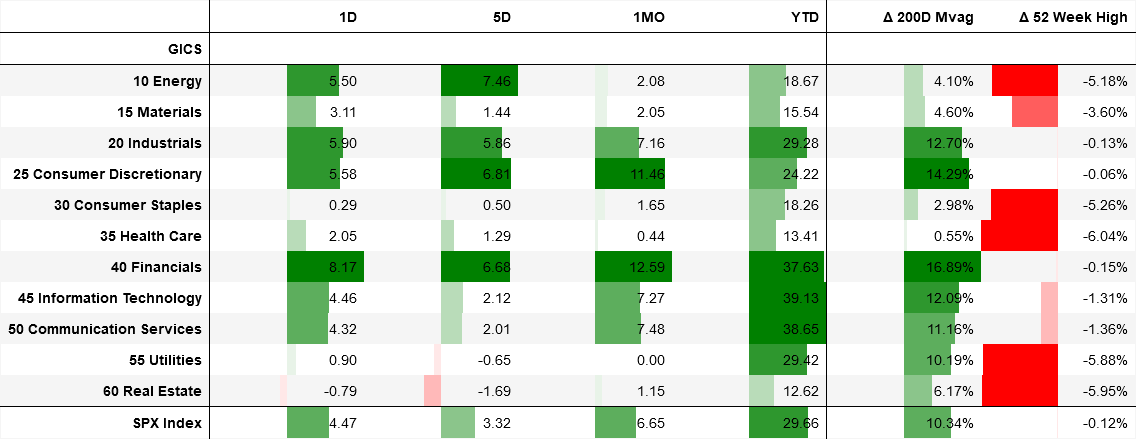 1D 5D 1MO YTD Δ 200D Mvag Δ 52 Week High
GICS
10 Energy 5.50 7.46 2.08 18.67 4.10% -5.18%
15 Materials 3.11 1.44 2.05 15.54 4.60% -3.60%
20 Industrials 5.90 5.86 7.16 29.28 12.70% -0.13%
25 Consumer Discretionary 5.58 6.81 11.46 24.22 14.29% -0.06%
30 Consumer Staples 0.29 0.50 1.65 18.26 2.98% -5.26%
35 Health Care 2.05 1.29 0.44 13.41 0.55% -6.04%
40 Financials 8.17 6.68 12.59 37.63 16.89% -0.15%
45 Information Technology 4.46 2.12 7.27 39.13 12.09% -1.31%
50 Communication Services 4.32 2.01 7.48 38.65 11.16% -1.36%
55 Utilities 0.90 -0.65 0.00 29.42 10.19% -5.88%
60 Real Estate -0.79 -1.69 1.15 12.62 6.17% -5.95%
SPX Index 4.47 3.32 6.65 29.66 10.34% -0.12%